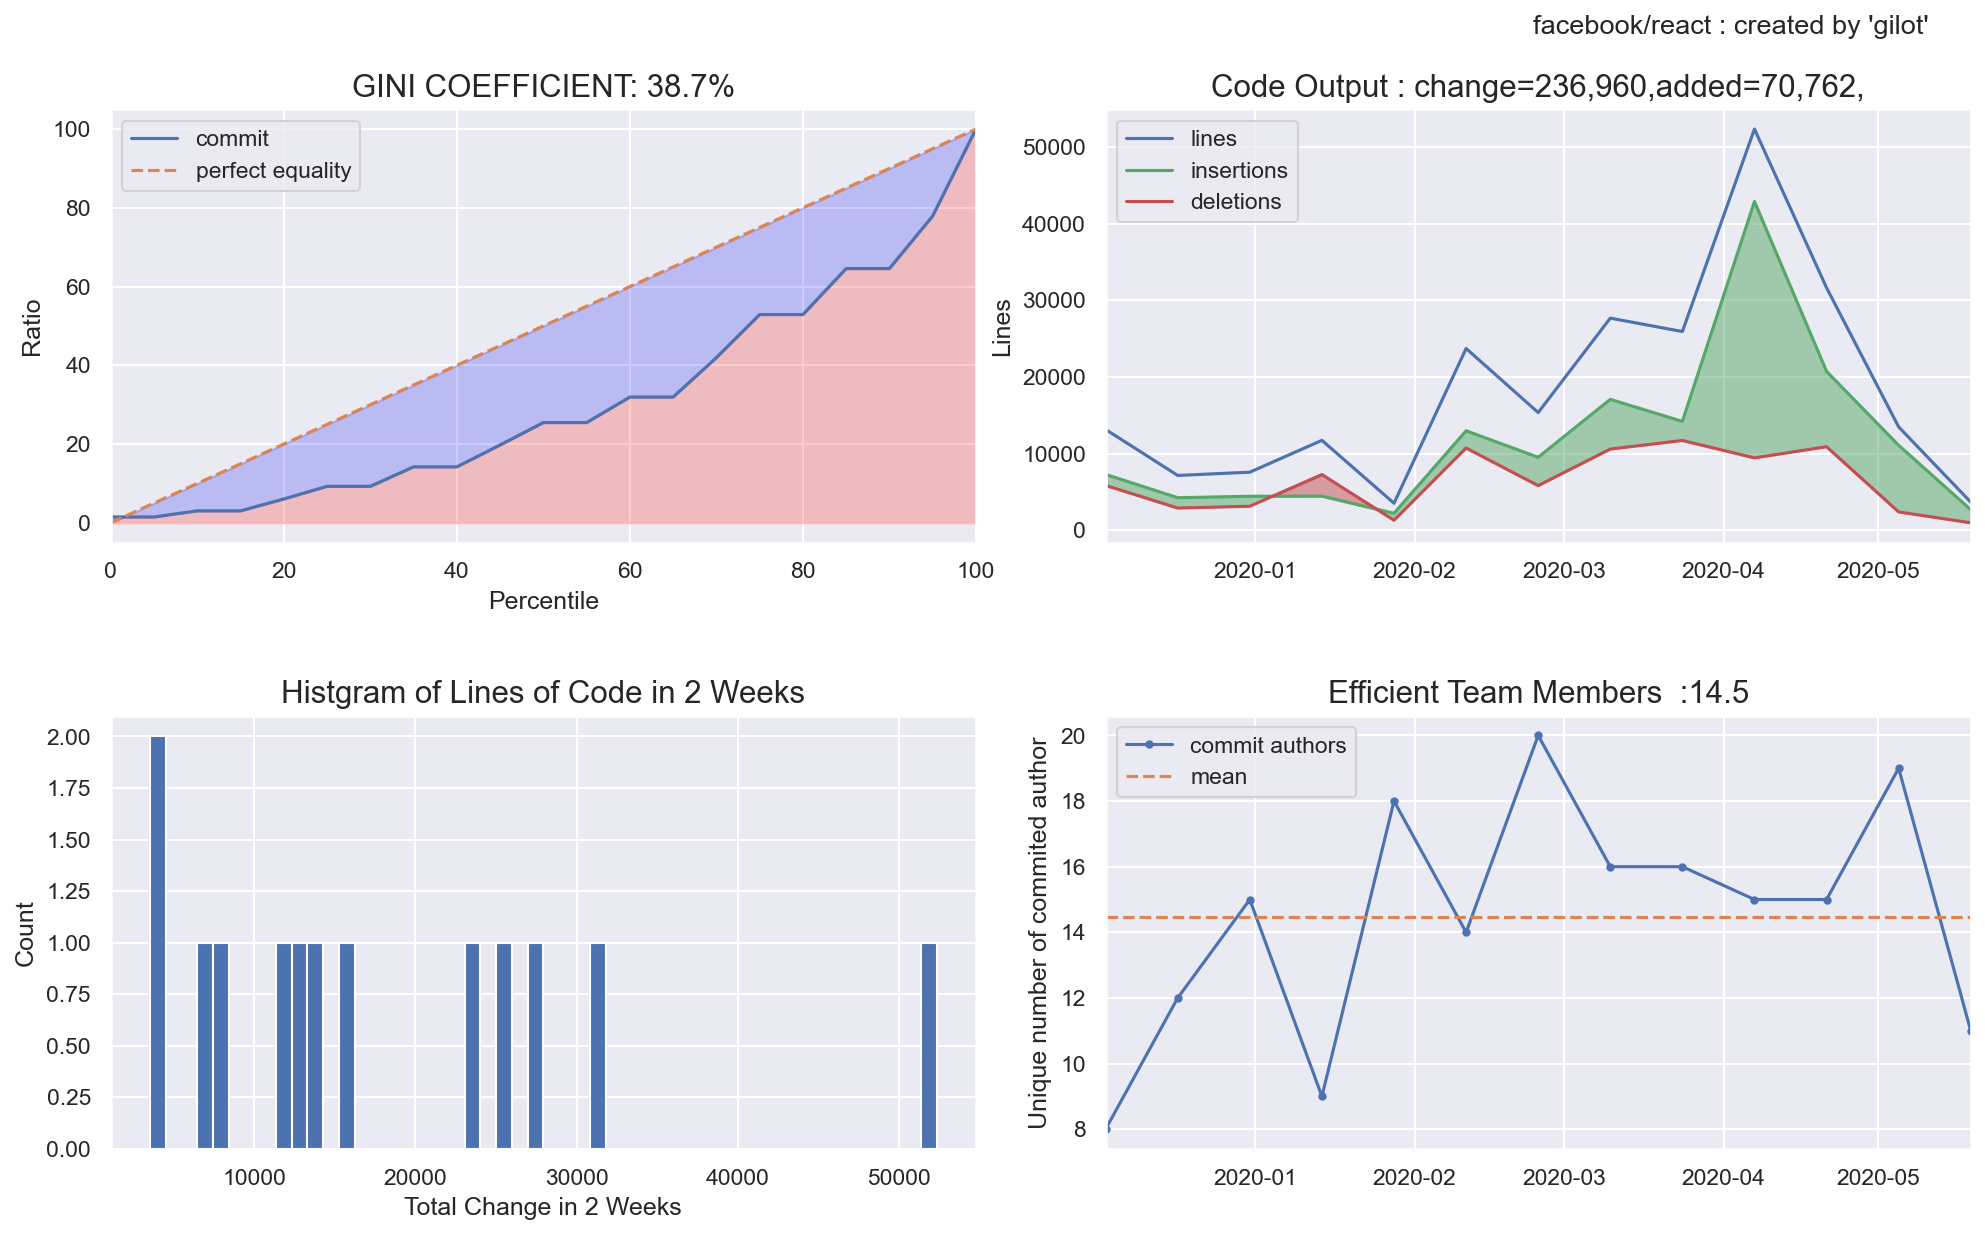 facebook/react : created by 'gilot'
GINI COEFFICIENT: 38.7%
commit
perfect equality
100
80
60
40
20
0
Ratio
0 20 40 60 80 100
Percentile
Code Output : change=236,960,added=70,762,
lines
insertions
deletions
50000
40000
30000
20000
10000
0
Lines
2020-01 2020-02 2020-03 2020-04 2020-05
Histgram of Lines of Code in 2 Weeks
2.00
1.75
1.50
1.25
1.00
0.75
0.50
0.25
0.00
Count
10000 20000 30000 40000 50000
Total Change in 2 Weeks
Efficient Team Members  :14.5
commit authors
mean
20
18
16
14
12
10
8
Unique number of commited author
2020-01 2020-02 2020-03 2020-04 2020-05